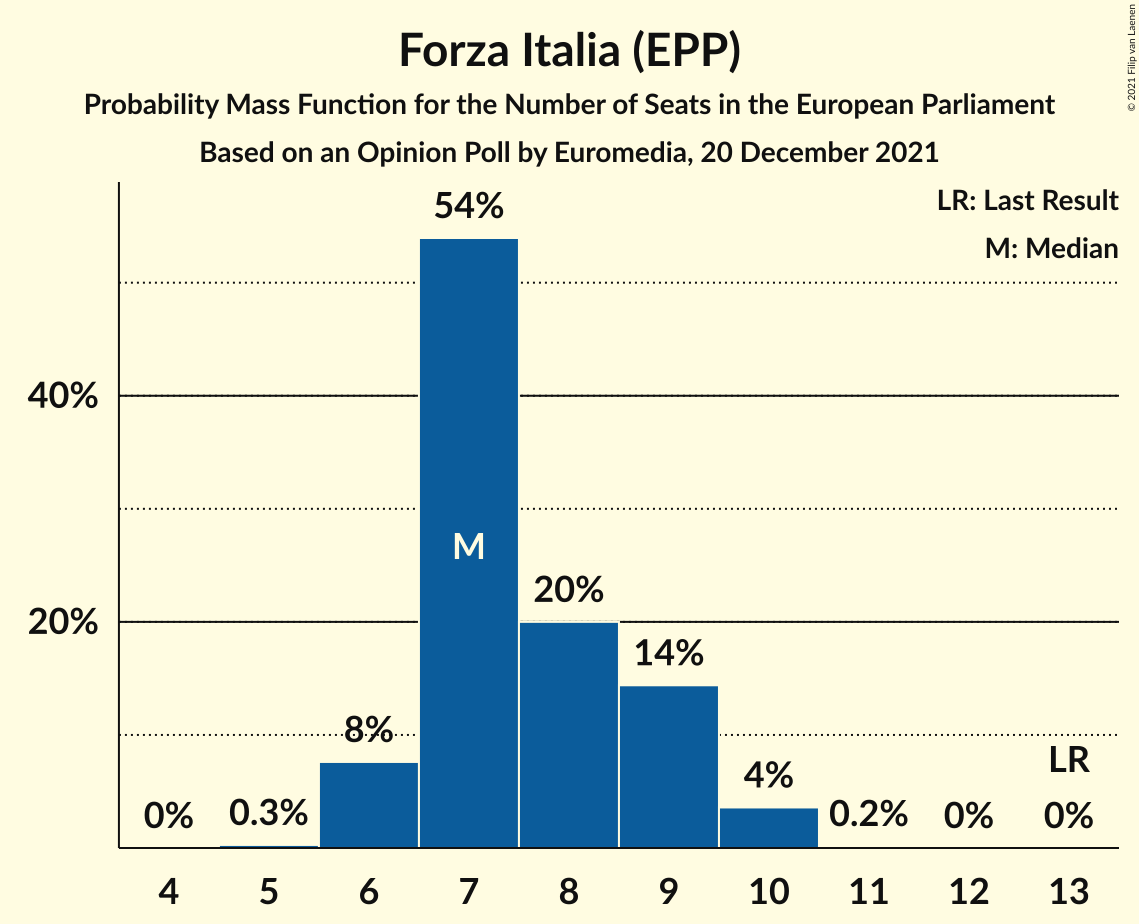 Forza Italia (EPP)
Probability Mass Function for the Number of Seats in the European Parliament
Based on an Opinion Poll by Euromedia, 20 December 2021
© 2021 Filip van Laenen
LR: Last Result
M: Median
54%
40%
M
20%
20%
14%
8%
LR
4%
0%
0.3%
0.2%
0%
0%
4 5 6 7 8 9 10 11 12 13